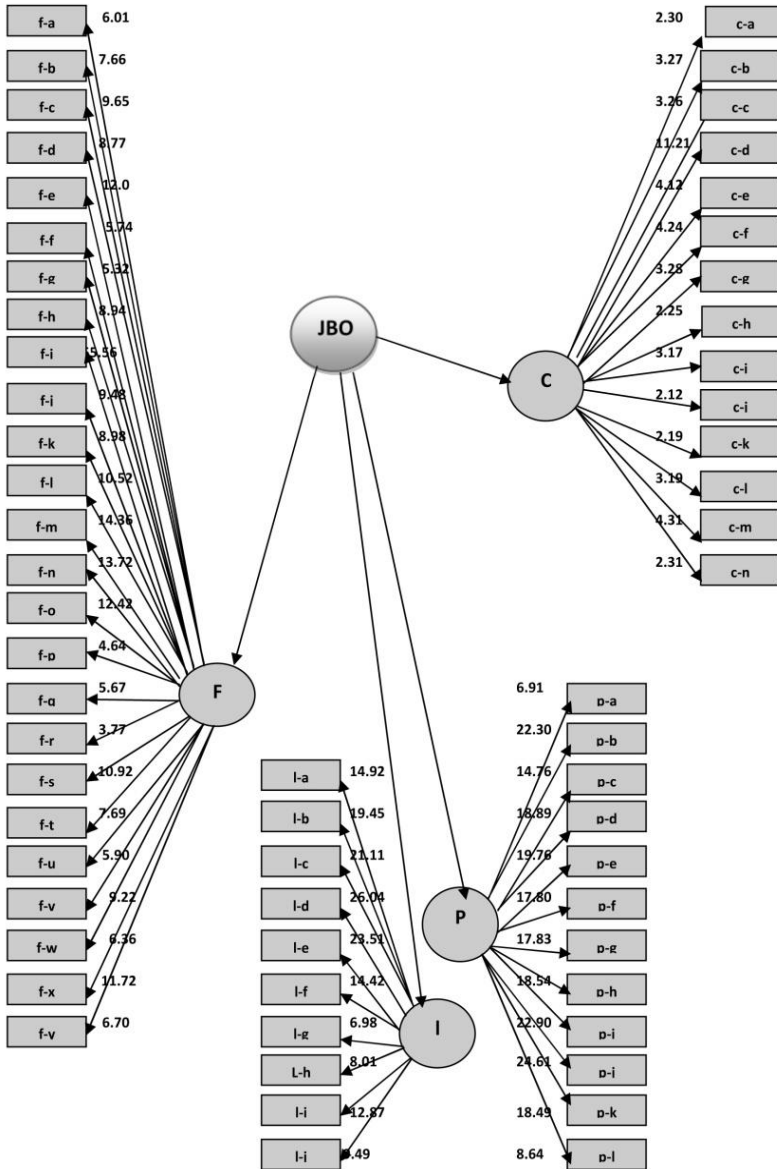 f-a 6.01
f-b 7.66
f-c 9.65
f-d 8.77
f-e 12.0
f-f 5.74
f-g 5.32
f-h 8.94
f-i
f-i 9.48
f-k 8.98
f-l 10.52
f-m 14.36
f-n 13.72
f-o 12.42
f-p 4.64
f-q 5.67
f-r 3.77
f-s 10.92
f-t 7.69
f-u 5.90
f-v 9.22
f-w 6.36
f-x 11.72
f-v 6.70
JBO
F
C
2.30 c-a
3.27 c-b
3.26 c-c
11.21 c-d
4.12 c-e
4.24 c-f
3.28 c-g
2.25 c-h
3.17 c-i
2.12 c-i
2.19 c-k
3.19 c-l
4.31 c-m
2.31 c-n
I-a 14.92
I-b 19.45
I-c 21.11
I-d 26.04
I-e 23.51
I-f 14.42
I-g 6.98
L-h 8.01
I-i 12.87
I-i
I
P
6.91 p-a
22.30 p-b
14.76 p-c
18.89 p-d
19.76 p-e
17.80 p-f
17.83 p-g
18.54 p-h
22.90 p-i
24.61 p-i
18.49 p-k
8.64 p-l